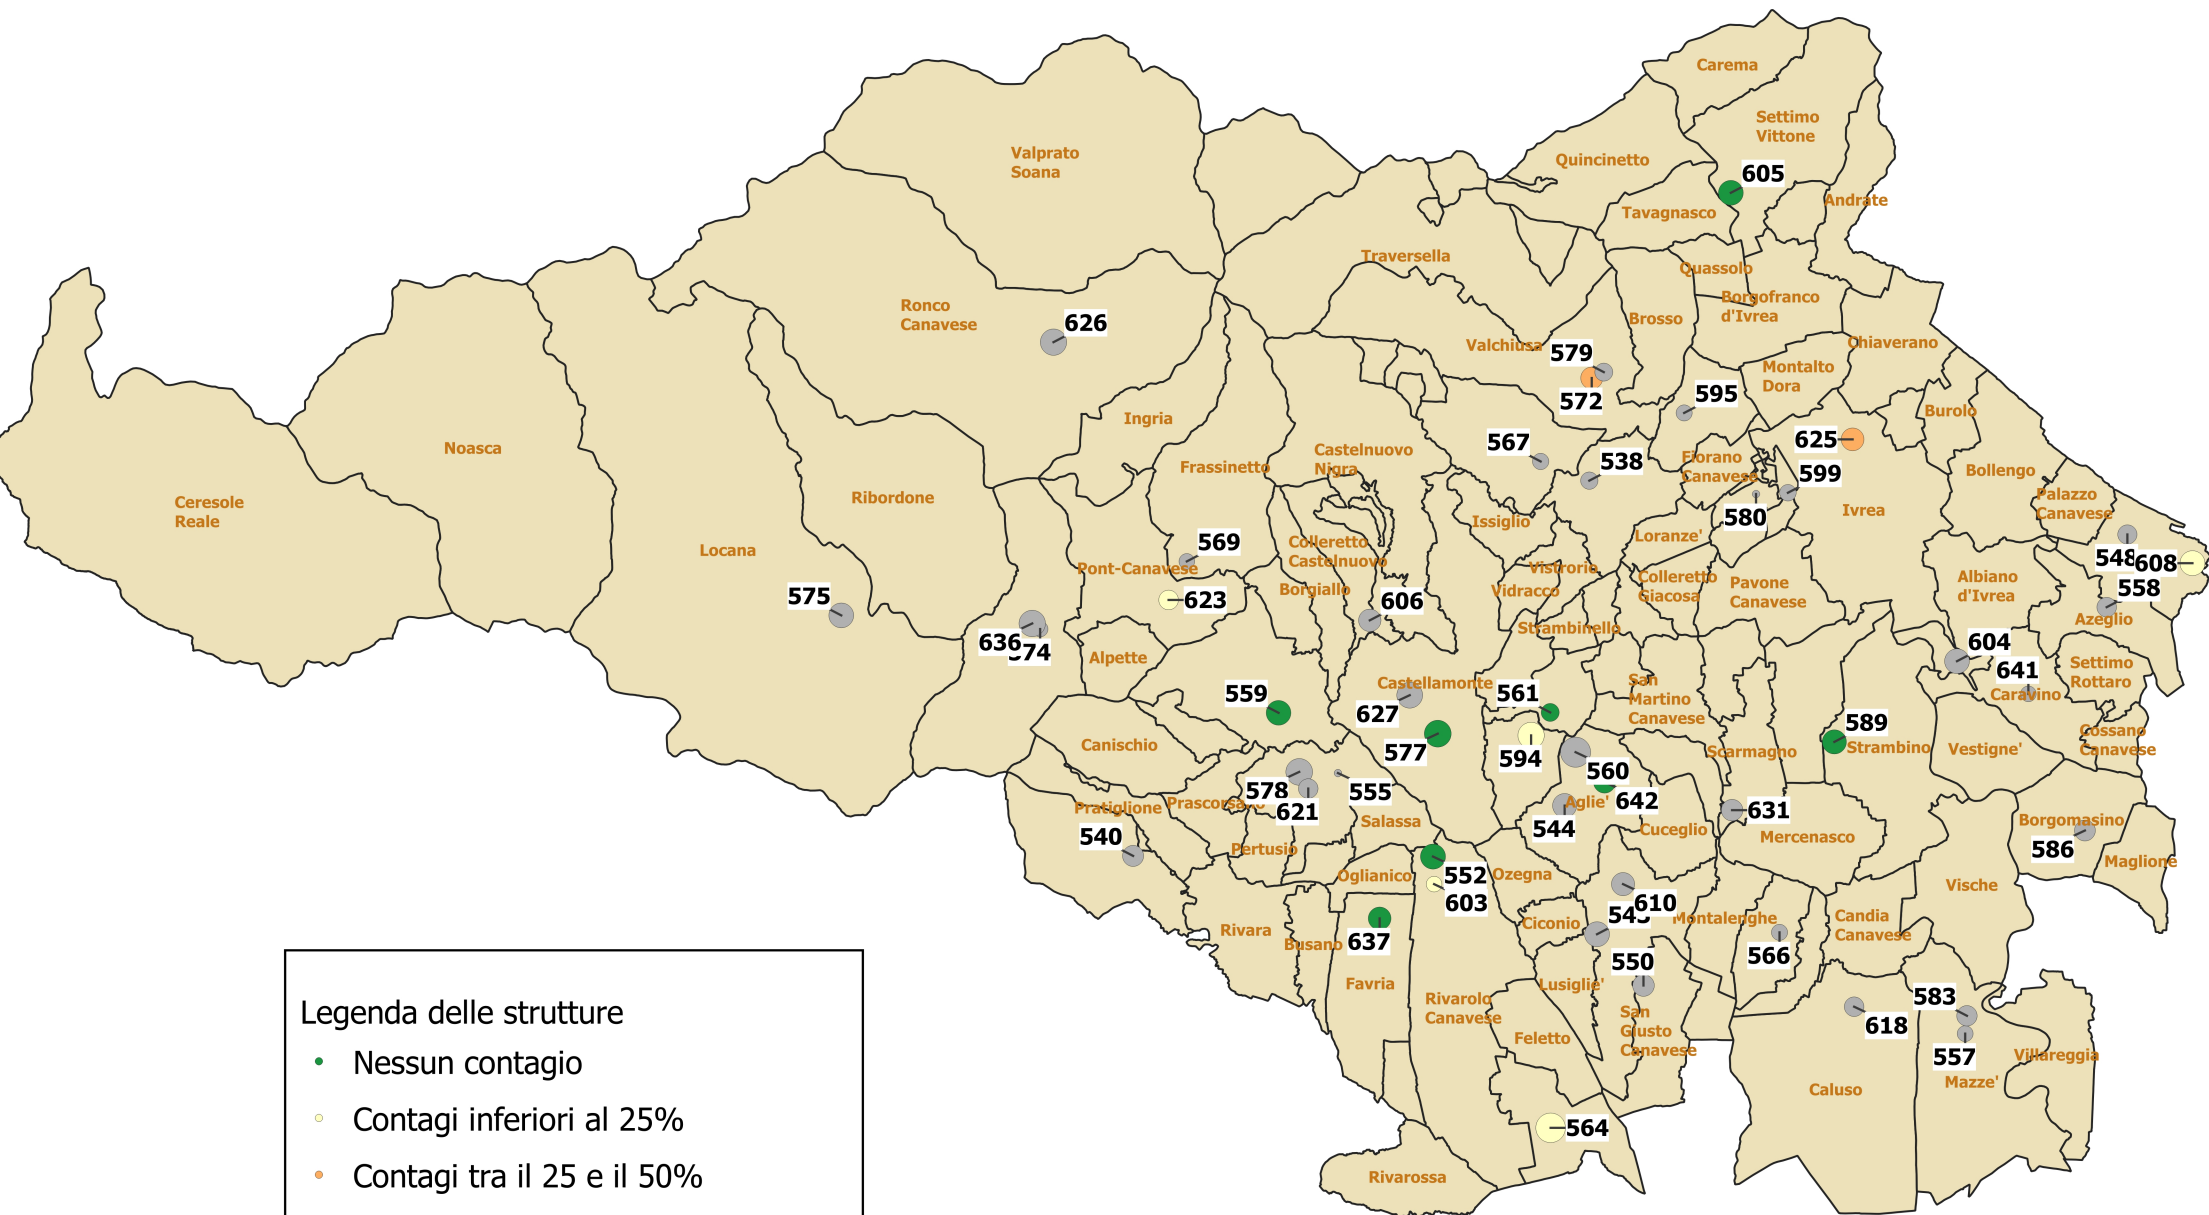 Carema
Settimo
Vittone
Valprato
Soana
Quincinetto
605
Andrate
Tavagnasco
Traversella
Quassolo
Ronco
Canavese
Borgofranco
d'Ivrea
626
Brosso
Valchiusa
579
Chiaverano
Montalto
Dora
572
595
Burolo
Ingria
625
Noasca
Castelnuovo
Nigra
567
538
Fiorano
Canavese
599
Frassinetto
Bollengo
Ceresole
Reale
Ribordone
Palazzo
Canavese
Ivrea
580
Issiglio
Locana
569
Colleretto
Castelnuovo
Loranze'
548
608
Pont-Canavese
Vistrorio
Colleretto
Giacosa
Pavone
Canavese
Albiano
d'Ivrea
558
575
623
Borgiallo
606
Vidracco
Azeglio
Strambinello
636
574
Alpette
604
641
Settimo
Rottaro
Caravino
559
Castellamonte
561
San
Martino
Canavese
627
589
577
594
Canischio
Scarmagno
Strambino
Vestigne'
Cossano
Canavese
560
578
555
621
Pratiglione
Prascorsano
Aglie'
642
631
Salassa
544
Cuceglio
Mercenasco
Borgomasino
540
Pertusio
586
Maglione
552
Oglianico
Ozegna
603
Vische
610
543
Rivara
Busano
637
Ciconio
Montalenghe
Candia
Canavese
566
550
Favria
Lusiglie'
Rivarolo
Canavese
583
San
Giusto
Canavese
618
Feletto
557
Villareggia
Mazze'
Caluso
564
Rivarossa
Legenda delle strutture
Nessun contagio
Contagi inferiori al 25%
Contagi tra il 25 e il 50%